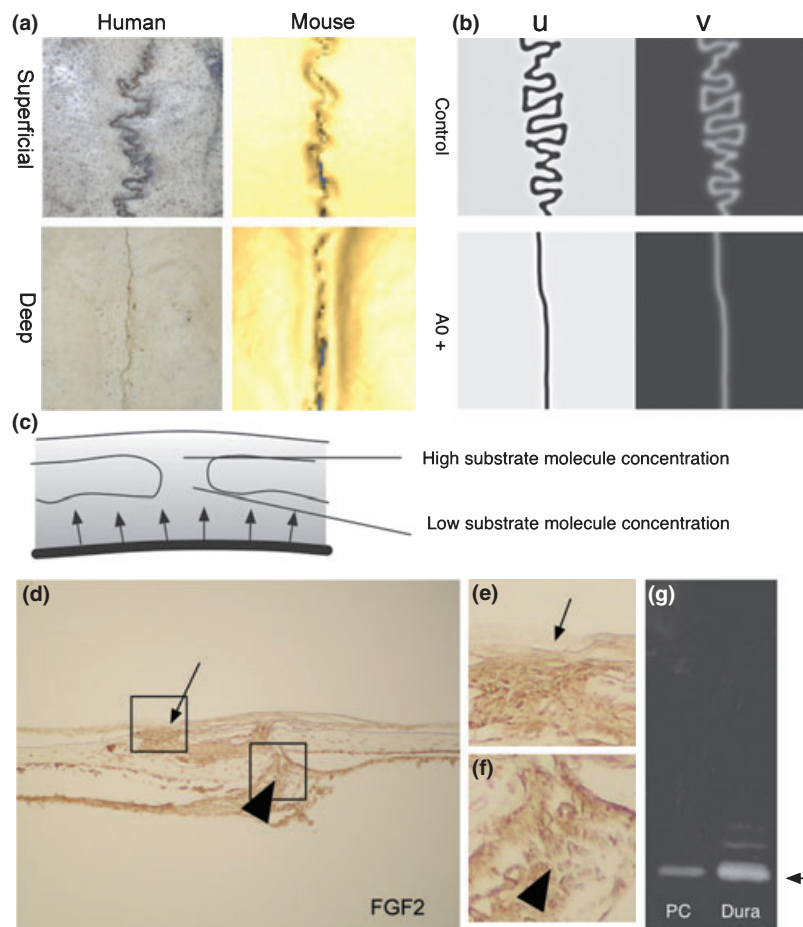 (a)
Human
Mouse
(b)
u
v
Superficial
Control
Deep
A0 +
(c)
High substrate molecule concentration
Low substrate molecule concentration
(d)
(e)
(g)
(f)
FGF2
PC
Dura